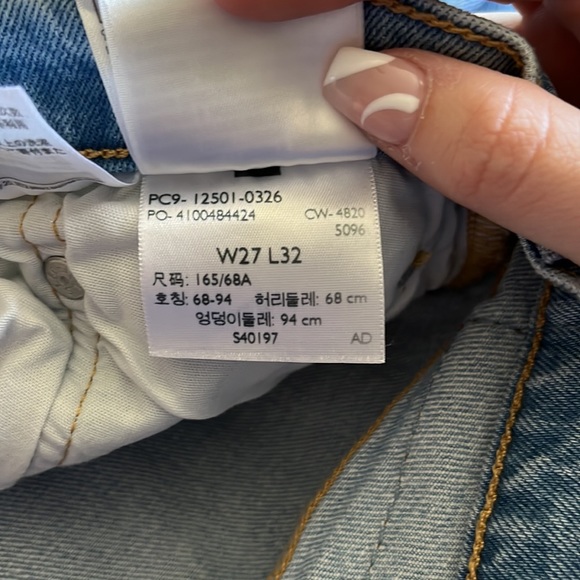 PC9- 12501-0326
PO- 4100484424 CW- 4820
5096
W27 L32
尺码: 165/68A
호칭: 68-94 허리둘레: 68 cm
엉덩이둘레: 94 cm
S40197 AD